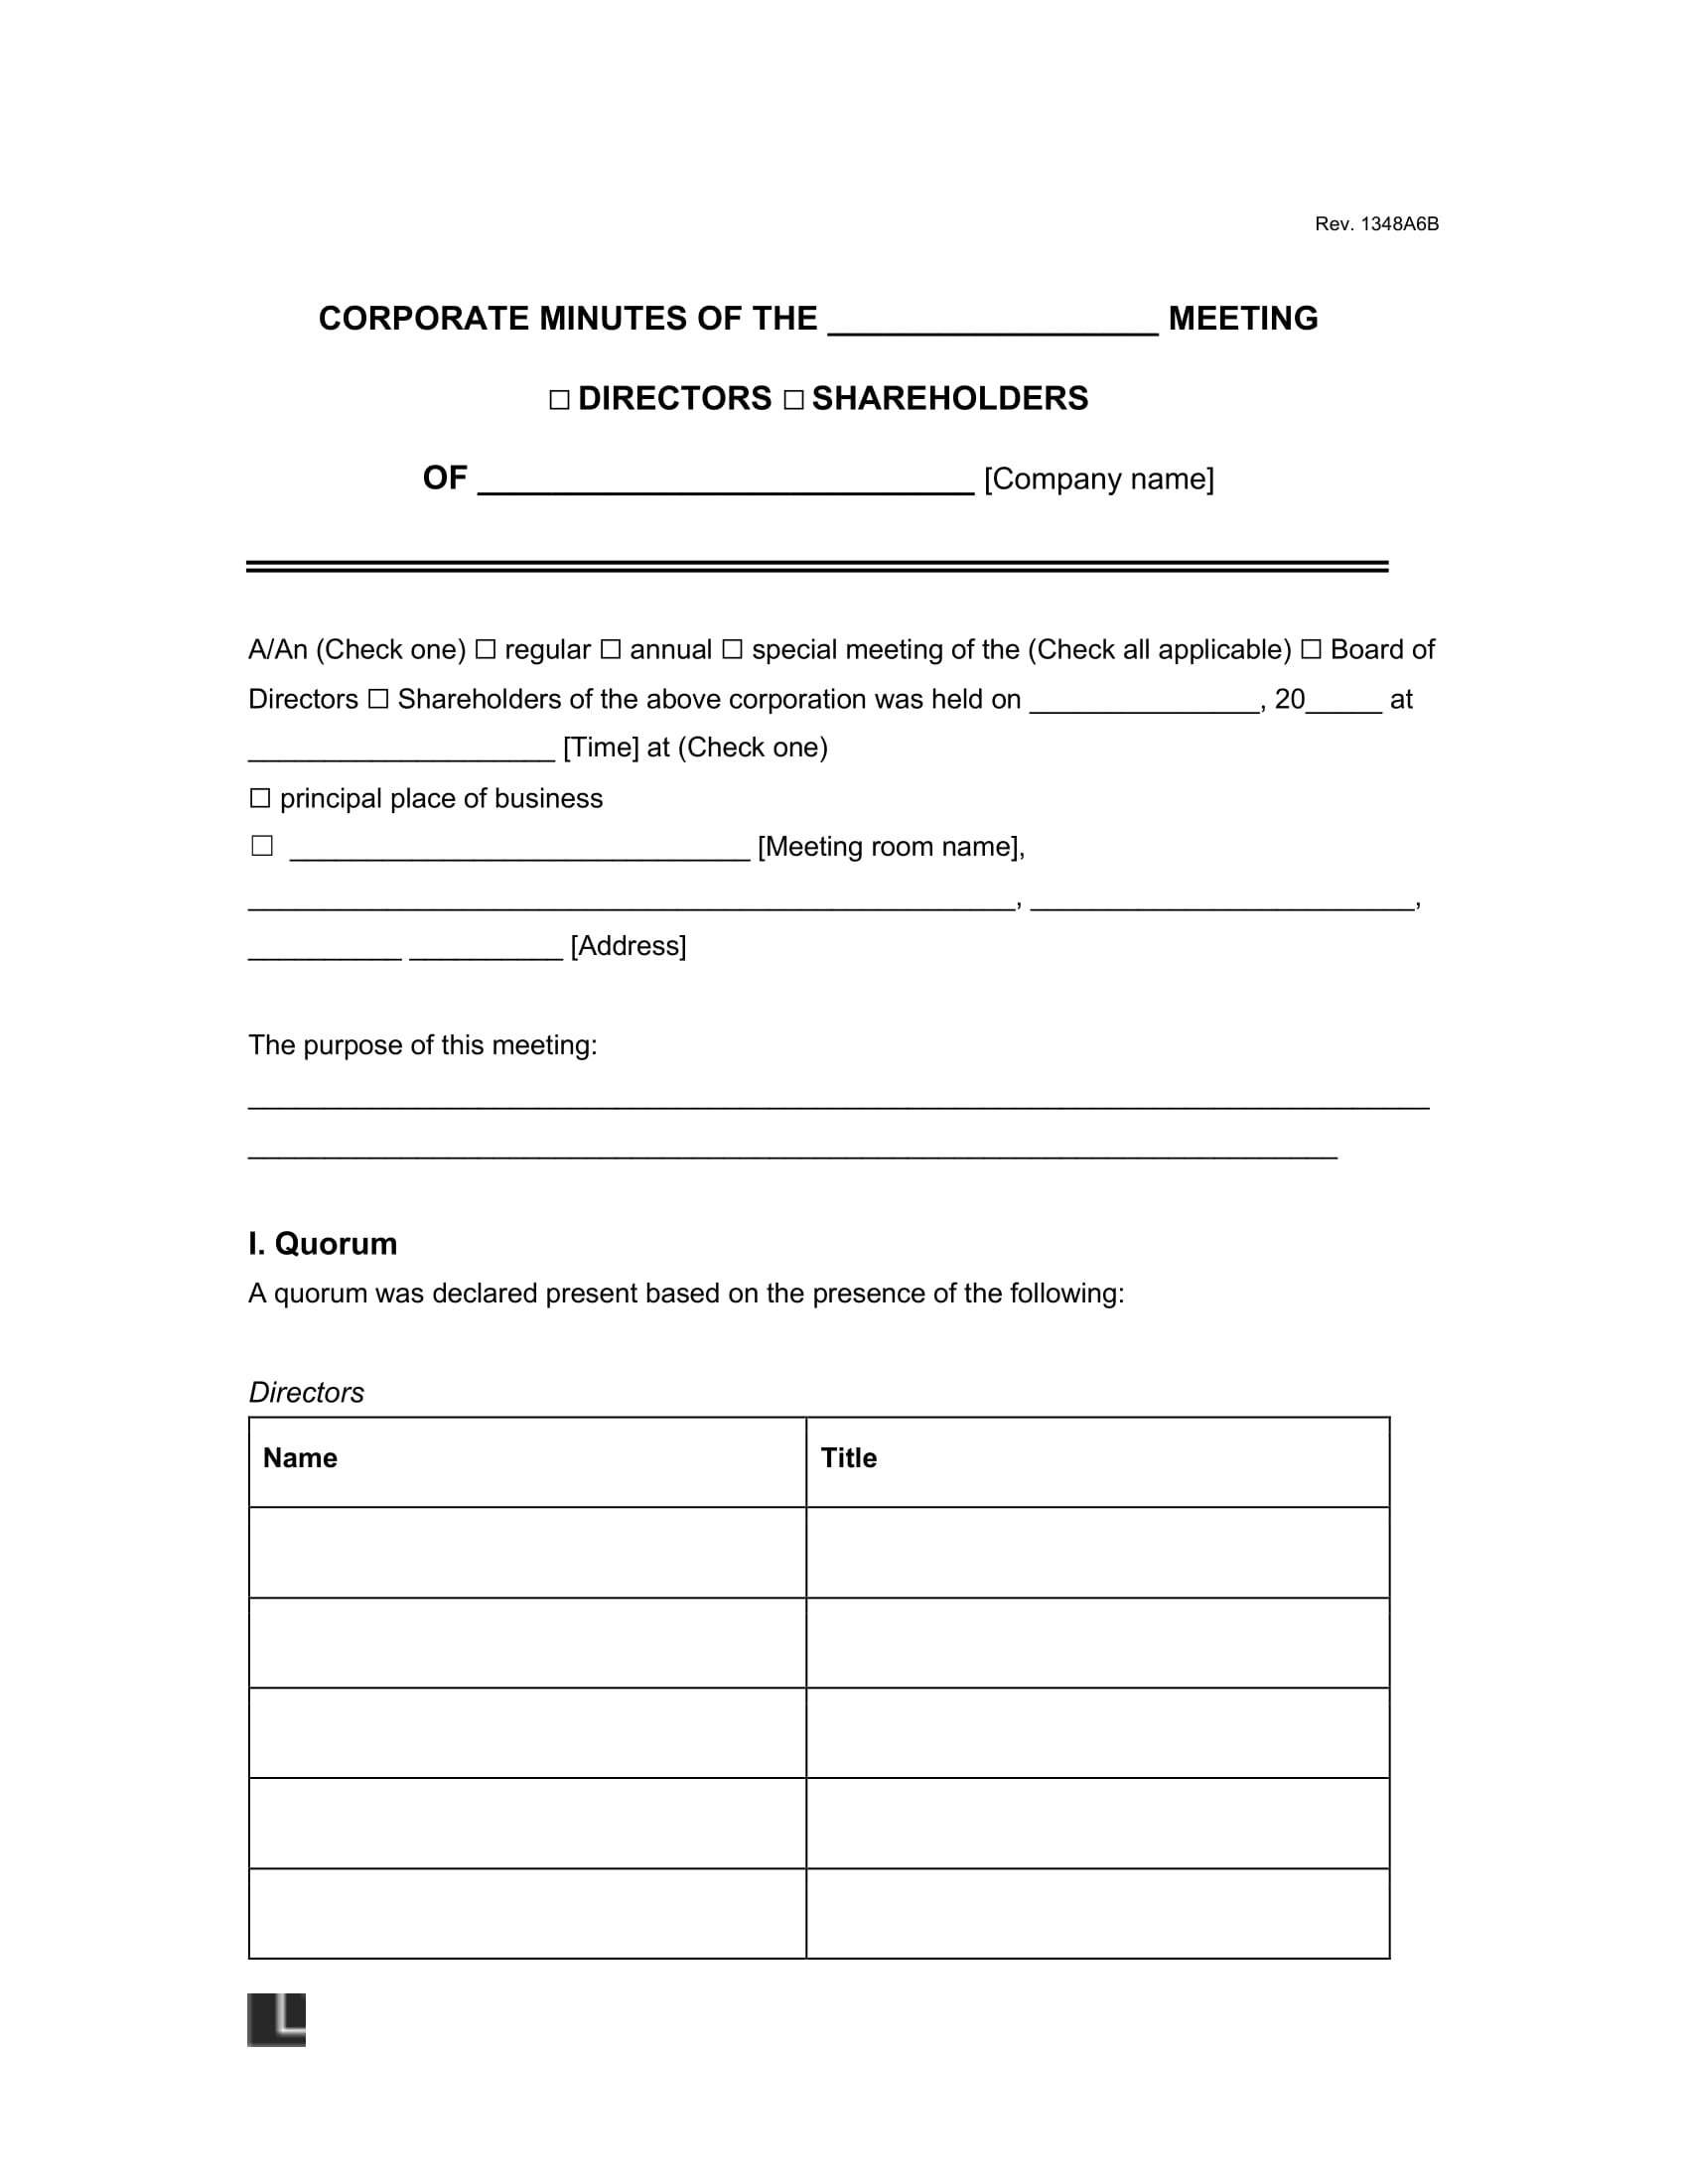 Rev. 1348A6B
CORPORATE MINUTES OF THE ___________________ MEETING
☐ DIRECTORS ☐ SHAREHOLDERS
OF _____________________________ [Company name]
A/An (Check one) ☐ regular ☐ annual ☐ special meeting of the (Check all applicable) ☐ Board of
Directors ☐ Shareholders of the above corporation was held on _______________, 20_____ at
____________________ [Time] at (Check one)
☐ principal place of business
☐ ______________________________ [Meeting room name],
__________________________________________________, _________________________,
__________ __________ [Address]
The purpose of this meeting:
_____________________________________________________________________________
_______________________________________________________________________
I. Quorum
A quorum was declared present based on the presence of the following:
Directors
Name Title